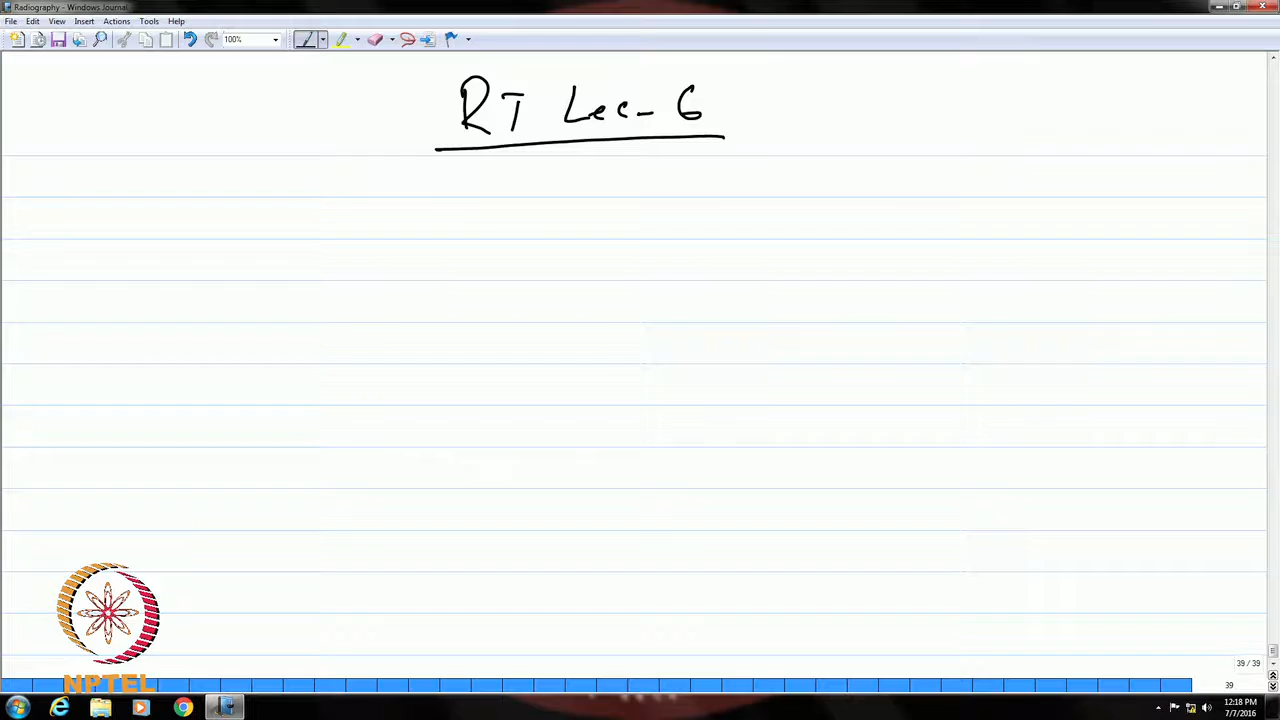 Radiography - Windows Journal
File Edit View Insert Actions Tools Help
100%
RT Lec- 6
39 / 39
39
NPTEL
12:18 PM
7/7/2016